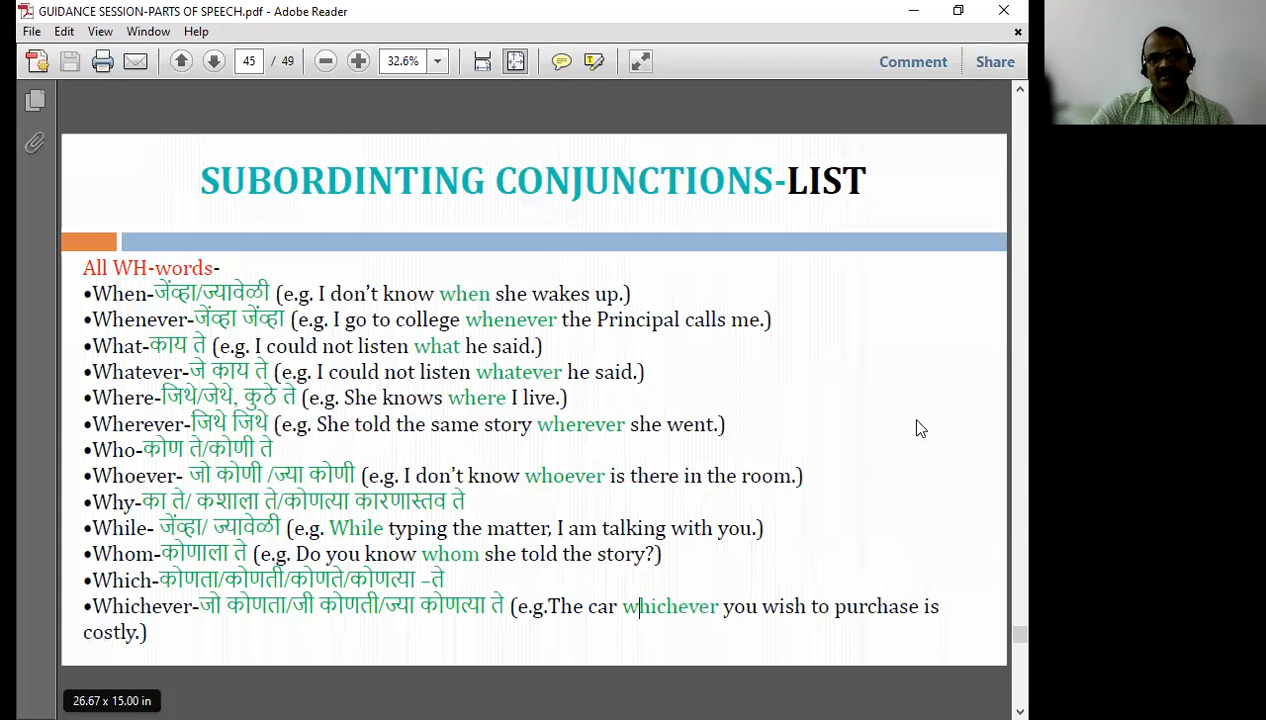 GUIDANCE SESSION-PARTS OF SPEECH.pdf - Adobe Reader
File Edit View Window Help
45 / 49 32.6% Comment Share
SUBORDINTING CONJUNCTIONS-LIST
All WH-words-
•When-जेंव्हा/ज्यावेळी (e.g. I don't know when she wakes up.)
•Whenever-जेंव्हा जेंव्हा (e.g. I go to college whenever the Principal calls me.)
•What-काय ते (e.g. I could not listen what he said.)
•Whatever-जे काय ते (e.g. I could not listen whatever he said.)
•Where-जिथे/जेथे, कुठे ते (e.g. She knows where I live.)
•Wherever-जिथे जिथे (e.g. She told the same story wherever she went.)
•Who-कोण ते/कोणी ते
•Whoever- जो कोणी /ज्या कोणी (e.g. I don't know whoever is there in the room.)
•Why-का ते/ कशाला ते/कोणत्या कारणास्तव ते
•While- जेंव्हा/ ज्यावेळी (e.g. While typing the matter, I am talking with you.)
•Whom-कोणाला ते (e.g. Do you know whom she told the story?)
•Which-कोणता/कोणती/कोणते/कोणत्या –ते
•Whichever-जो कोणता/जी कोणती/ज्या कोणत्या ते (e.g.The car whichever you wish to purchase is
costly.)
26.67 x 15.00 in